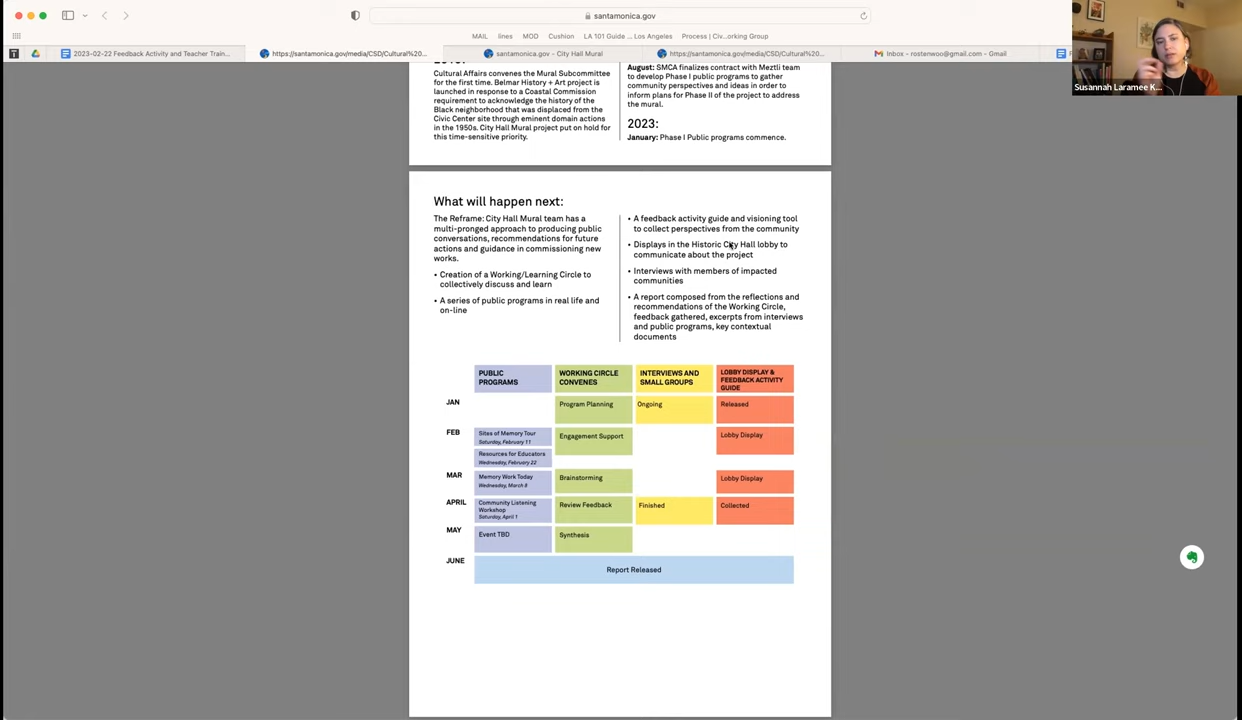 santamonica.gov
MAIL lines MOD Cushion LA 101 Guide ... Los Angeles Process | Civ...orking Group
T 2023-02-22 Feedback Activity and Teacher Train... https://santamonica.gov/media/CSD/Cultural%20... santamonica.gov - City Hall Mural https://santamonica.gov/media/CSD/Cultural%20... Inbox - rostenwoo@gmail.com - Gmail
Susannah Laramee K...
Cultural Affairs convenes the Mural Subcommittee
for the first time. Belmar History + Art project is
launched in response to a Coastal Commission
requirement to acknowledge the history of the
Black neighborhood that was displaced from the
Civic Center site through eminent domain actions
in the 1950s. City Hall Mural project put on hold for
this time-sensitive priority.
August: SMCA finalizes contract with Meztli team
to develop Phase I public programs to gather
community perspectives and ideas in order to
inform plans for Phase II of the project to address
the mural.
2023:
January: Phase I Public programs commence.
What will happen next:
The Reframe: City Hall Mural team has a
multi-pronged approach to producing public
conversations, recommendations for future
actions and guidance in commissioning new
works.
• Creation of a Working/Learning Circle to
collectively discuss and learn
• A series of public programs in real life and
on-line
• A feedback activity guide and visioning tool
to collect perspectives from the community
• Displays in the Historic City Hall lobby to
communicate about the project
• Interviews with members of impacted
communities
• A report composed from the reflections and
recommendations of the Working Circle,
feedback gathered, excerpts from interviews
and public programs, key contextual
documents
PUBLIC
PROGRAMS
WORKING CIRCLE
CONVENES
INTERVIEWS AND
SMALL GROUPS
LOBBY DISPLAY &
FEEDBACK ACTIVITY
GUIDE
JAN
Program Planning
Ongoing
Released
FEB
Sites of Memory Tour
Saturday, February 11
Resources for Educators
Wednesday, February 22
Engagement Support
Lobby Display
MAR
Memory Work Today
Wednesday, March 8
Brainstorming
Lobby Display
APRIL
Community Listening
Workshop
Saturday, April 1
Review Feedback
Finished
Collected
MAY
Event TBD
Synthesis
JUNE
Report Released